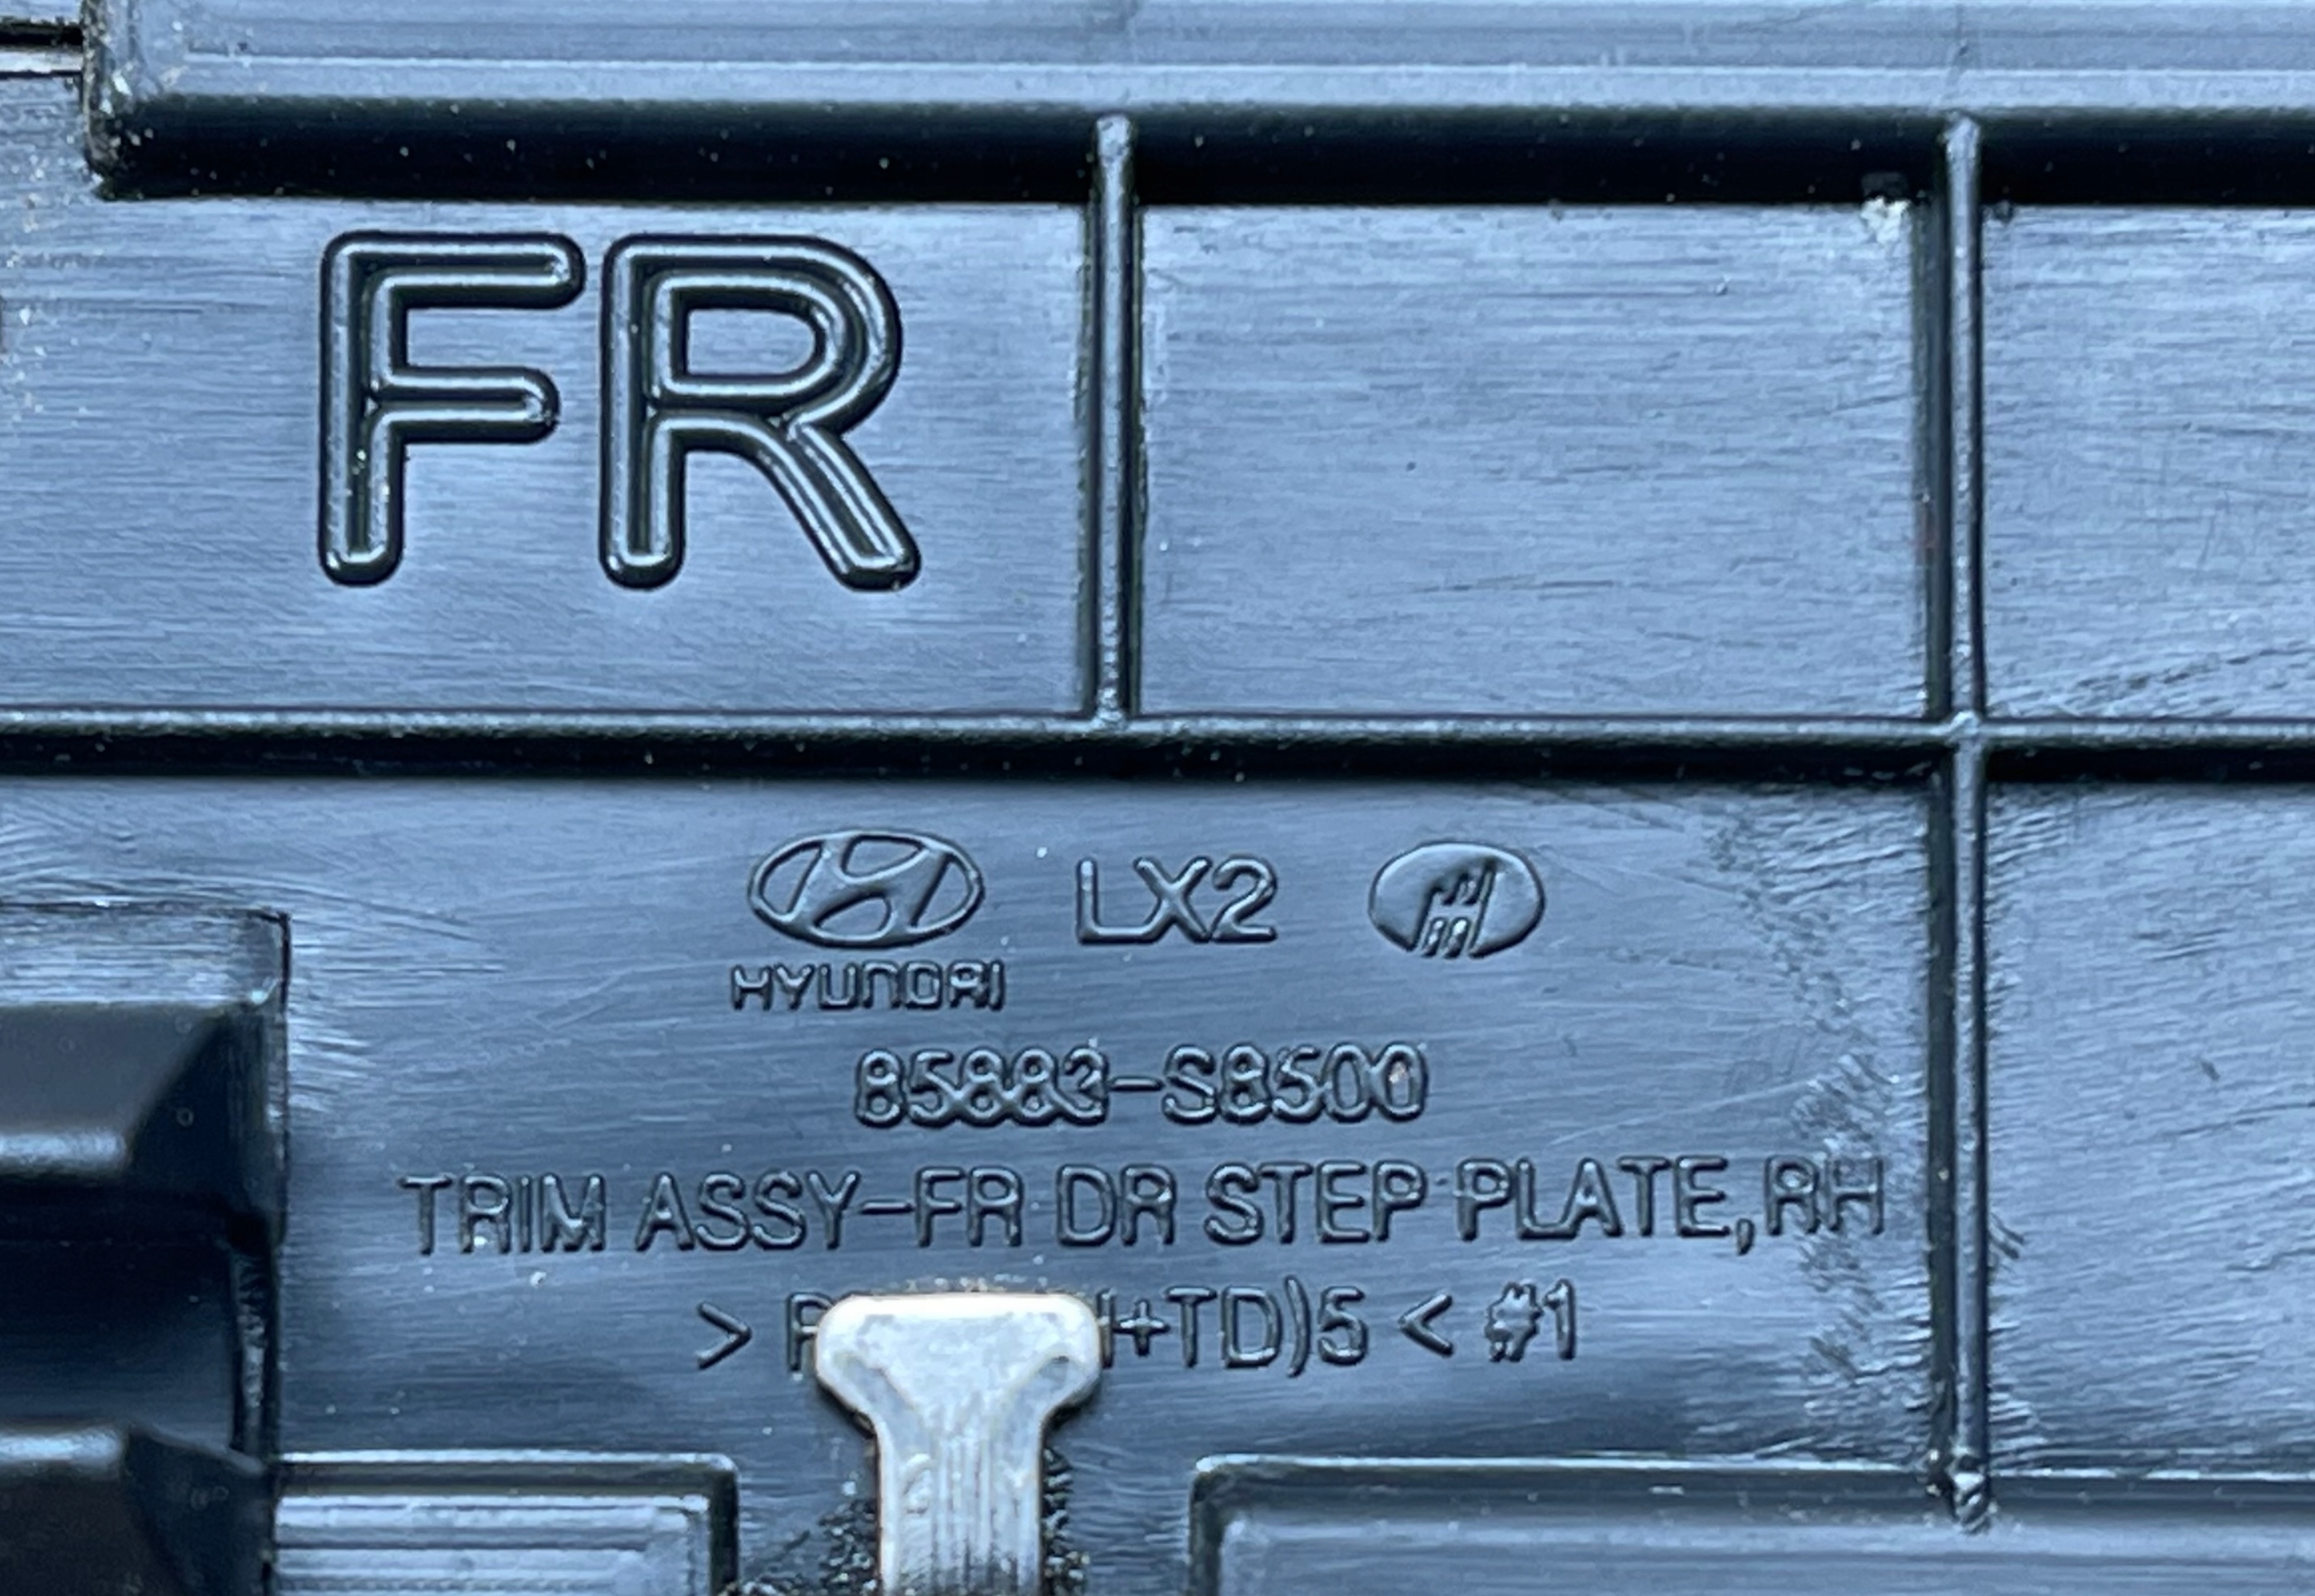 FR
LX2
HYUNDAI
85883-S8500
TRIM ASSY-FR DR STEP PLATE,RH
> +TD)5 < #1